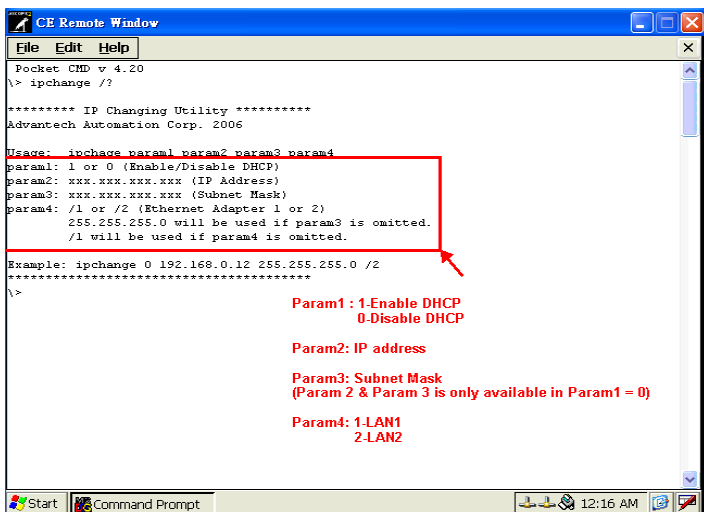 CE Remote Window
File Edit Help
Pocket CMD v 4.20
\> ipchange /?
********* IP Changing Utility **********
Advantech Automation Corp. 2006
Usage: ipchage param1 param2 param3 param4
param1: 1 or 0 (Enable/Disable DHCP)
param2: xxx.xxx.xxx.xxx (IP Address)
param3: xxx.xxx.xxx.xxx (Subnet Mask)
param4: /1 or /2 (Ethernet Adapter 1 or 2)
255.255.255.0 will be used if param3 is omitted.
/1 will be used if param4 is omitted.
Example: ipchange 0 192.168.0.12 255.255.255.0 /2
****************************************
\>
Param1 : 1-Enable DHCP
0-Disable DHCP
Param2: IP address
Param3: Subnet Mask
(Param 2 & Param 3 is only available in Param1 = 0)
Param4: 1-LAN1
2-LAN2
Start Command Prompt 12:16 AM